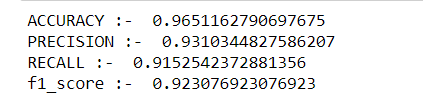 ACCURACY :-  0.9651162790697675
PRECISION :-  0.9310344827586207
RECALL :-  0.9152542372881356
f1_score :-  0.923076923076923